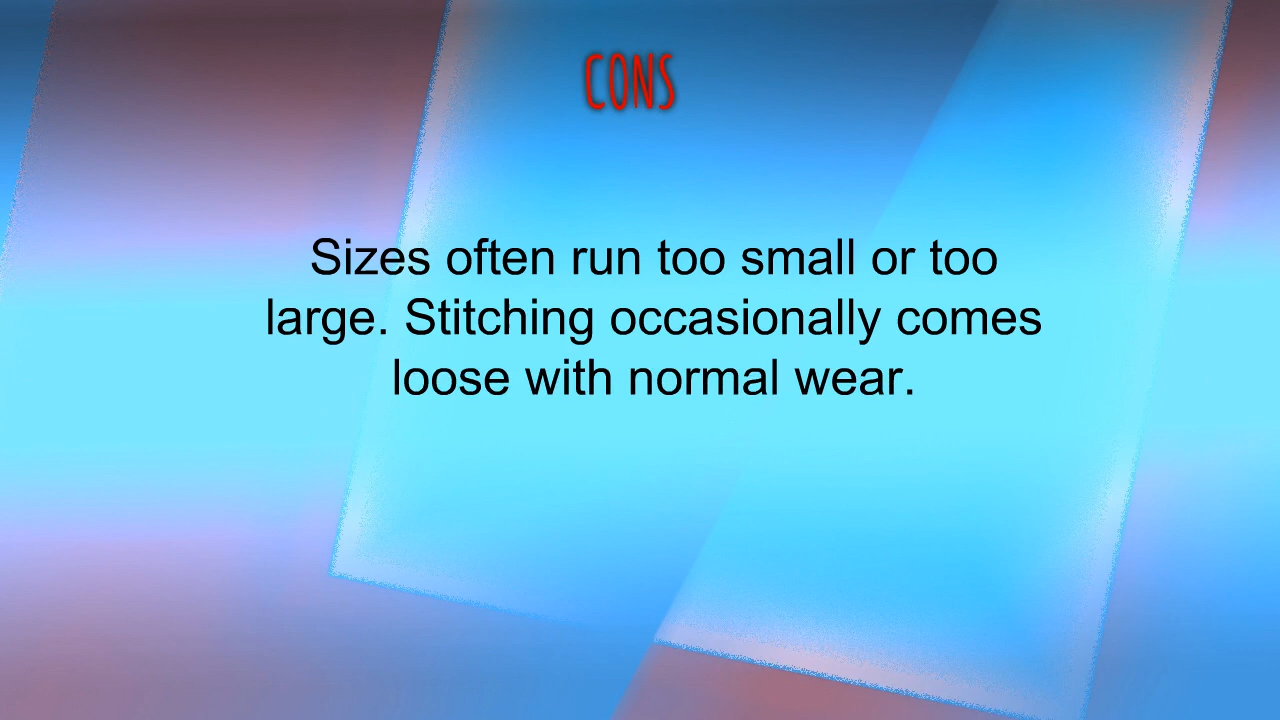 CONS
Sizes often run too small or too
large. Stitching occasionally comes
loose with normal wear.